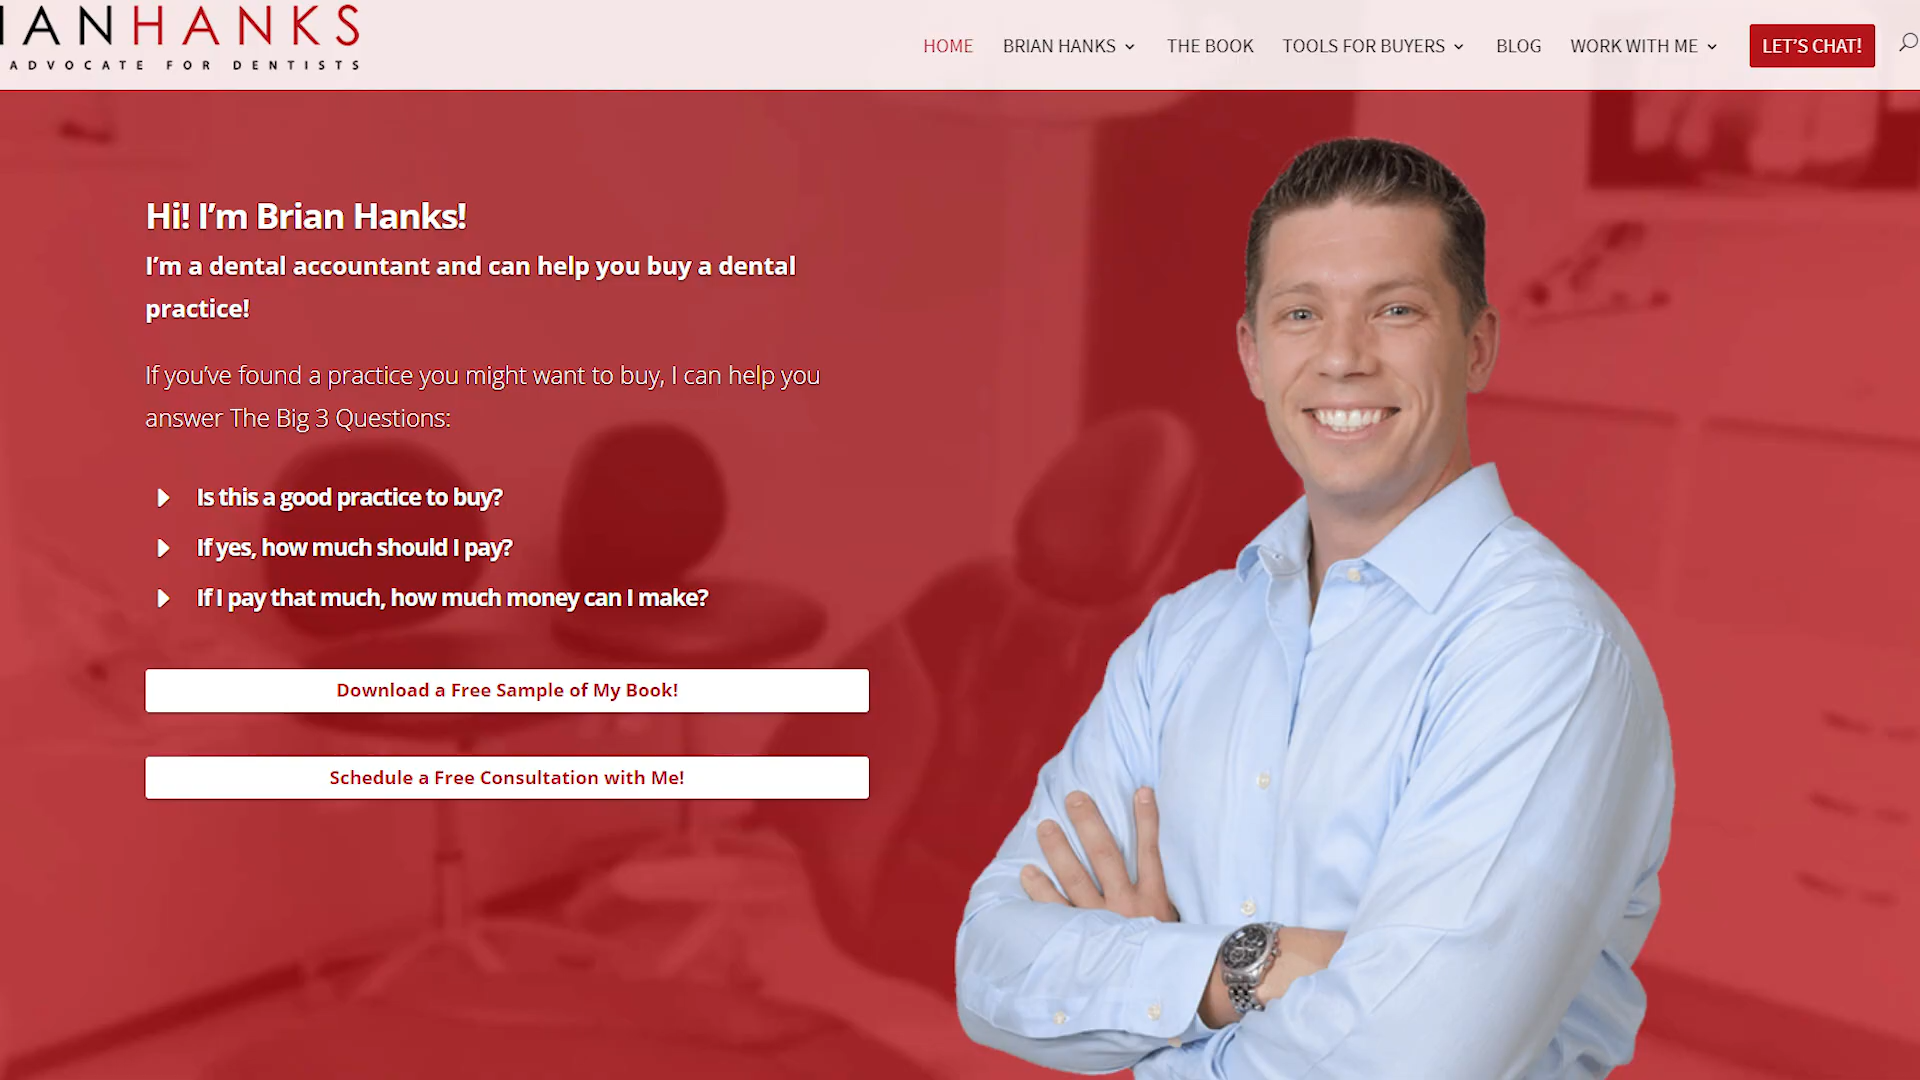 IANHANKS
ADVOCATE FOR DENTISTS
HOME
BRIAN HANKS
THE BOOK
TOOLS FOR BUYERS
BLOG
WORK WITH ME
LET’S CHAT!
Hi! I’m Brian Hanks!
I’m a dental accountant and can help you buy a dental
practice!
If you’ve found a practice you might want to buy, I can help you
answer The Big 3 Questions:
Is this a good practice to buy?
If yes, how much should I pay?
If I pay that much, how much money can I make?
Download a Free Sample of My Book!
Schedule a Free Consultation with Me!